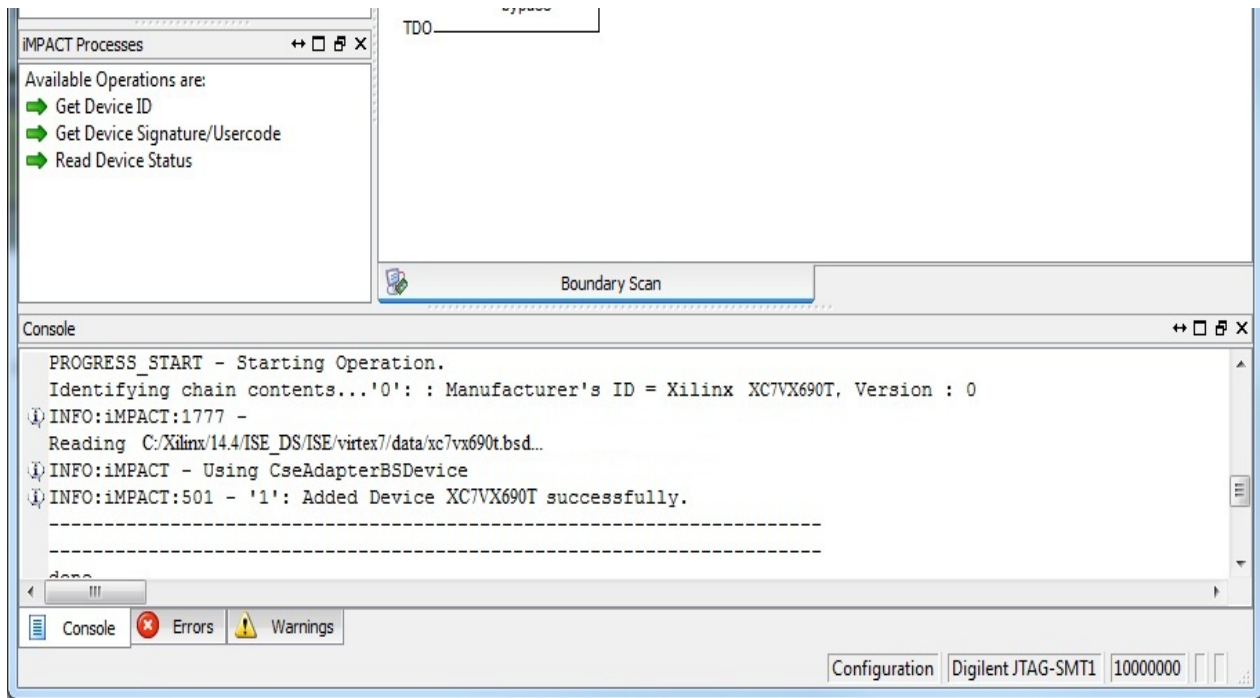 bypass
TDO
iMPACT Processes
Available Operations are:
Get Device ID
Get Device Signature/Usercode
Read Device Status
Boundary Scan
Console
PROGRESS_START - Starting Operation.
Identifying chain contents...'0': : Manufacturer's ID = Xilinx XC7VX690T, Version : 0
INFO:iMPACT:1777 -
Reading C:/Xilinx/14.4/ISE_DS/ISE/virtex7/data/xc7vx690t.bsd...
INFO:iMPACT - Using CseAdapterBSDevice
INFO:iMPACT:501 - '1': Added Device XC7VX690T successfully.
----------------------------------------------------------------------
----------------------------------------------------------------------
done
Console Errors Warnings
Configuration Digilent JTAG-SMT1 10000000